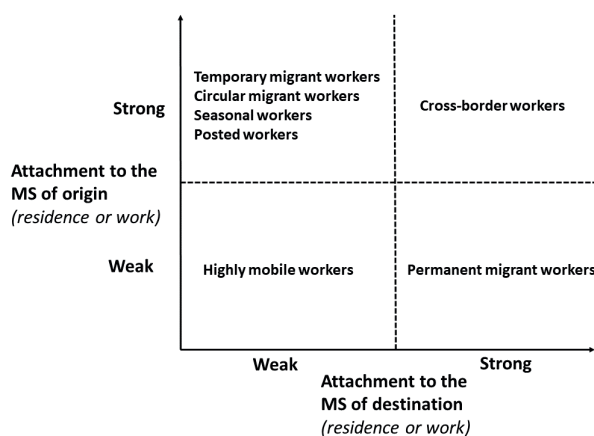 Temporary migrant workers
Circular migrant workers
Seasonal workers
Posted workers
Cross-border workers
Strong
Attachment to the
MS of origin
(residence or work)
Weak
Highly mobile workers
Permanent migrant workers
Weak
Strong
Attachment to the
MS of destination
(residence or work)